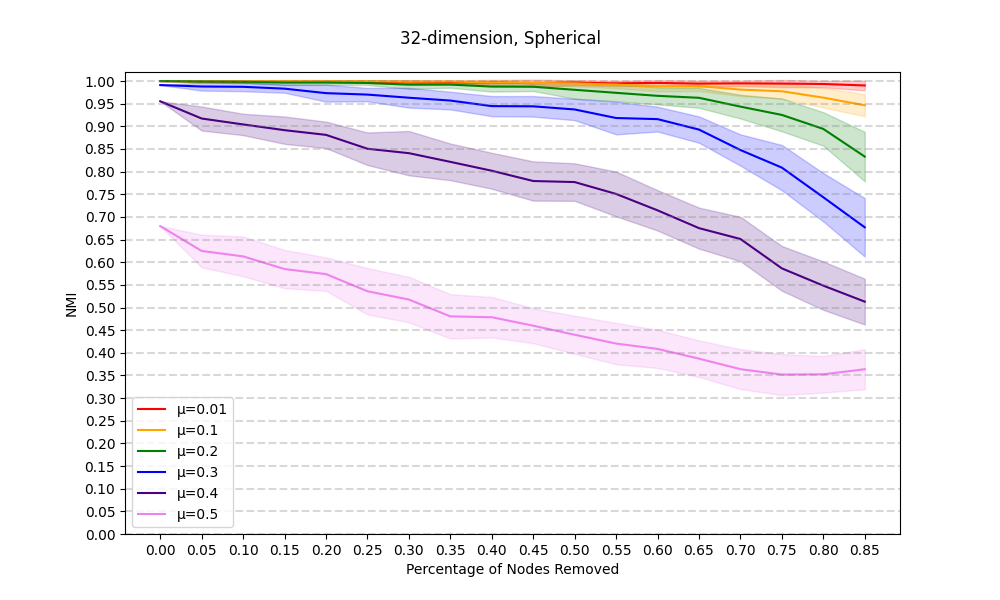 32-dimension, Spherical
NMI
1.00
0.95
0.90
0.85
0.80
0.75
0.70
0.65
0.60
0.55
0.50
0.45
0.40
0.35
0.30
0.25
0.20
0.15
0.10
0.05
0.00
μ=0.01
μ=0.1
μ=0.2
μ=0.3
μ=0.4
μ=0.5
0.00 0.05 0.10 0.15 0.20 0.25 0.30 0.35 0.40 0.45 0.50 0.55 0.60 0.65 0.70 0.75 0.80 0.85
Percentage of Nodes Removed